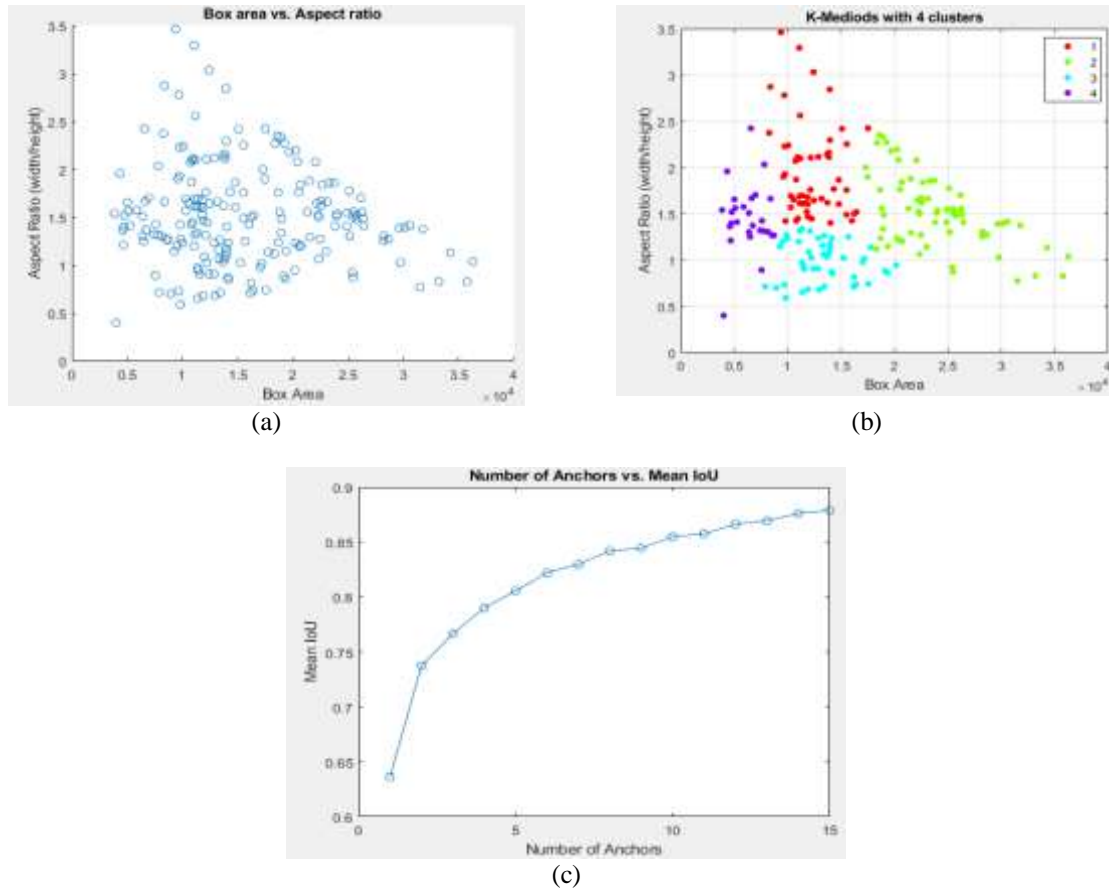 Box area vs. Aspect ratio
3.5
3
2.5
2
1.5
1
0.5
0
Aspect Ratio (width/height)
0 0.5 1 1.5 2 2.5 3 3.5 4
Box Area
× 10⁴
(a)
K-Mediods with 4 clusters
3.5
3
2.5
2
1.5
1
0.5
0
Aspect Ratio (width/height)
1
2
3
4
0 0.5 1 1.5 2 2.5 3 3.5 4
Box Area
× 10⁴
(b)
Number of Anchors vs. Mean IoU
0.9
0.85
0.8
0.75
0.7
0.65
0.6
Mean IoU
0 5 10 15
Number of Anchors
(c)